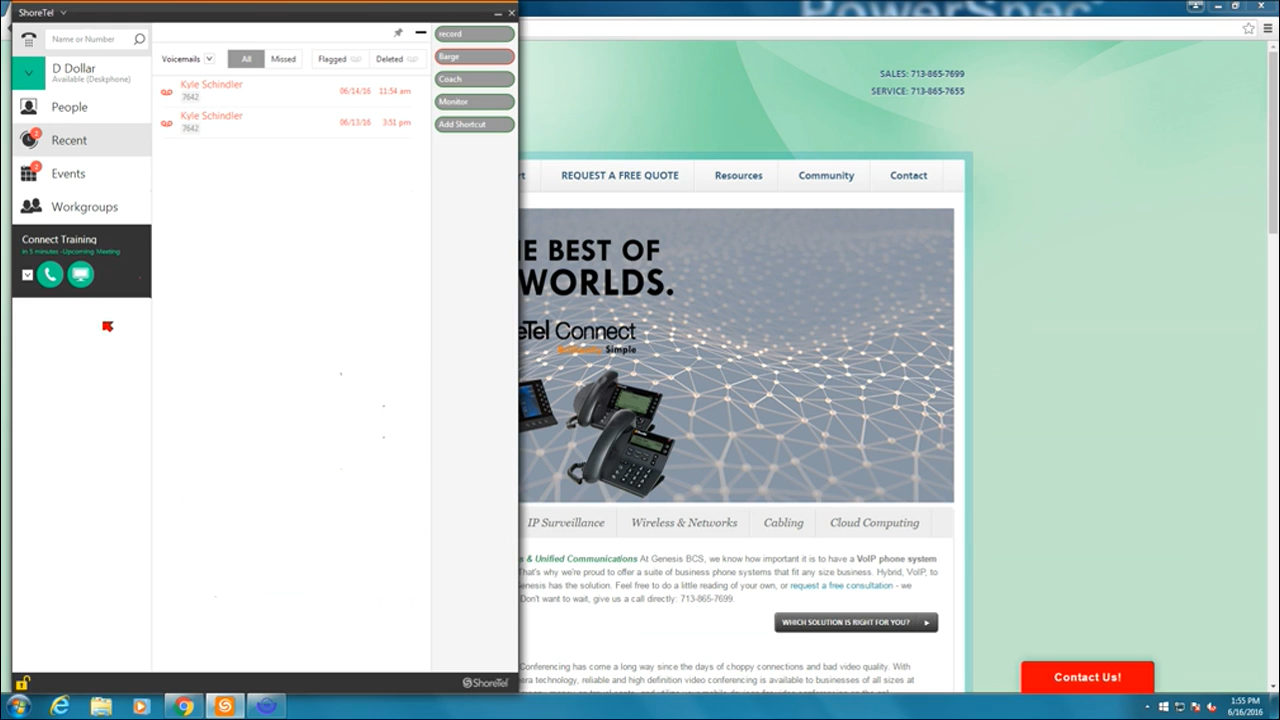 ShoreTel
PowerSpec
Name or Number
D Dollar
Available (Deskphone)
People
2
Recent
2
Events
Workgroups
Connect Training
in 5 minutes -Upcoming Meeting
Voicemails
All
Missed
Flagged
Deleted
Kyle Schindler
7642
06/14/16 11:54 am
Kyle Schindler
7642
06/13/16 3:51 pm
record
Barge
Coach
Monitor
Add Shortcut
ShoreTel
SALES: 713-865-7699
SERVICE: 713-865-7655
rt REQUEST A FREE QUOTE Resources Community Contact
E BEST OF
WORLDS.
eTel Connect
Simple
IP Surveillance Wireless & Networks Cabling Cloud Computing
s & Unified Communications At Genesis BCS, we know how important it is to have a VoIP phone system
That's why we're proud to offer a suite of business phone systems that fit any size business. Hybrid, VoIP, to
enesis has the solution. Feel free to do a little reading of your own, or request a free consultation - we
Don't want to wait, give us a call directly: 713-865-7699.
WHICH SOLUTION IS RIGHT FOR YOU?
Conferencing has come a long way since the days of choppy connections and bad video quality. With
era technology, reliable and high definition video conferencing is available to businesses of all sizes at
Contact Us!
1:55 PM
6/16/2016